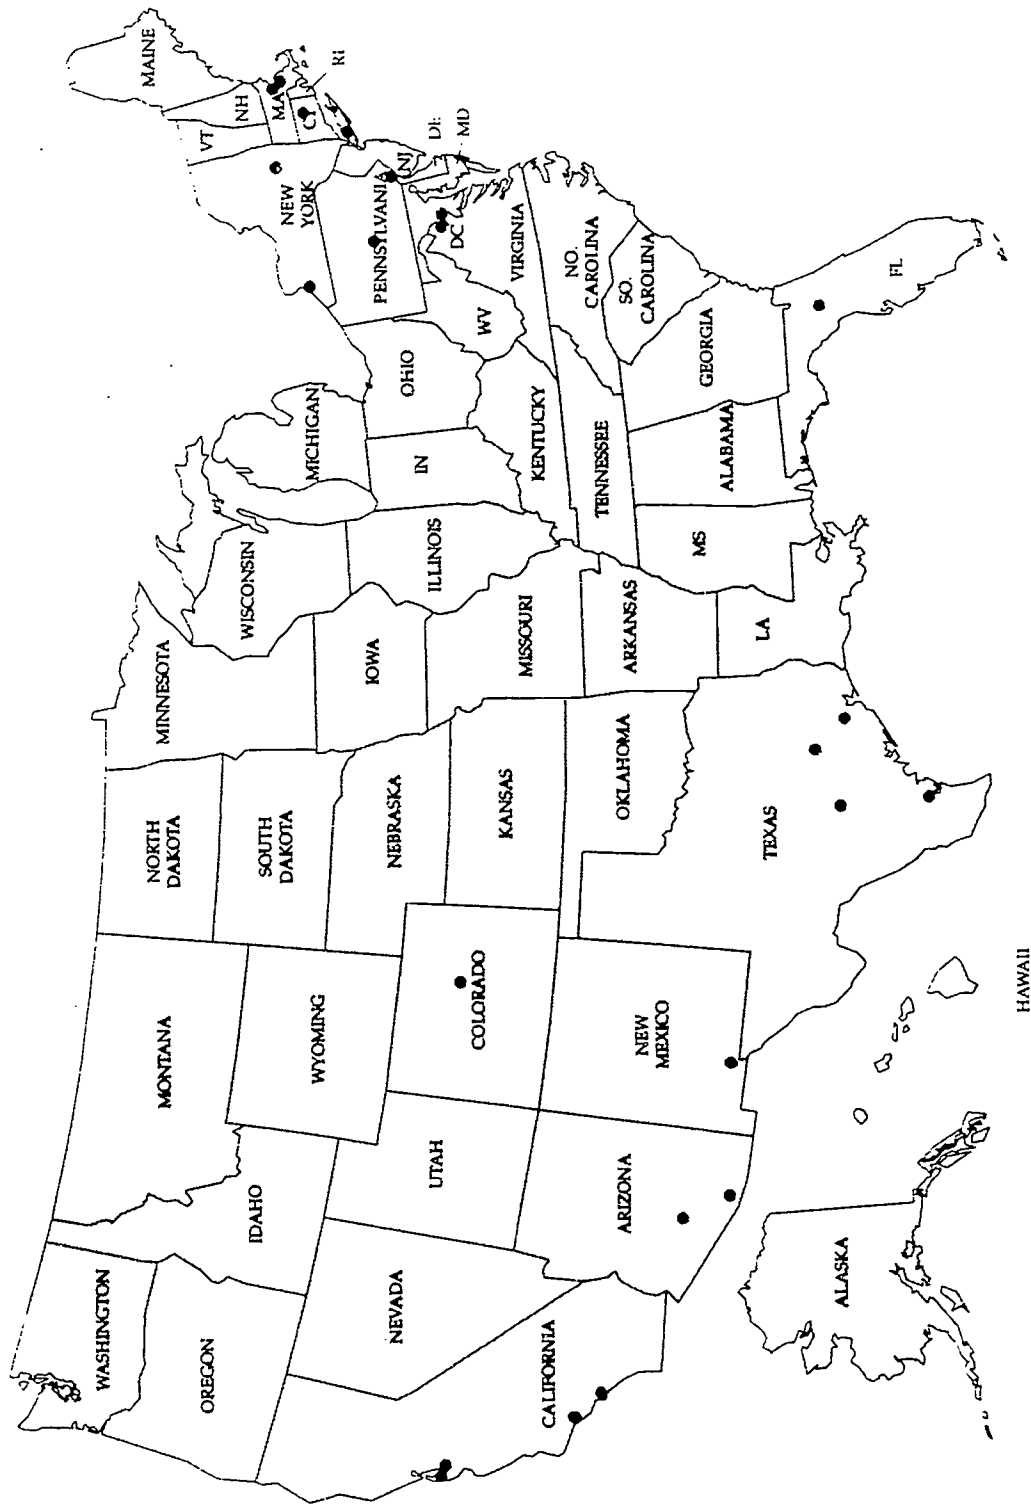 WASHINGTON
OREGON
CALIFORNIA
NEVADA
IDAHO
MONTANA
WYOMING
UTAH
ARIZONA
COLORADO
NEW
MEXICO
NORTH
DAKOTA
SOUTH
DAKOTA
NEBRASKA
KANSAS
OKLAHOMA
TEXAS
MINNESOTA
IOWA
MISSOURI
ARKANSAS
LA
WISCONSIN
ILLINOIS
MICHIGAN
IN
OHIO
KENTUCKY
TENNESSEE
MS
ALABAMA
GEORGIA
FL
SO.
CAROLINA
NO.
CAROLINA
VIRGINIA
WV
DC
PENNSYLVANIA
NEW
YORK
VT
NH
MAINE
MA
CT
RI
NJ
DE
MD
ALASKA
HAWAII